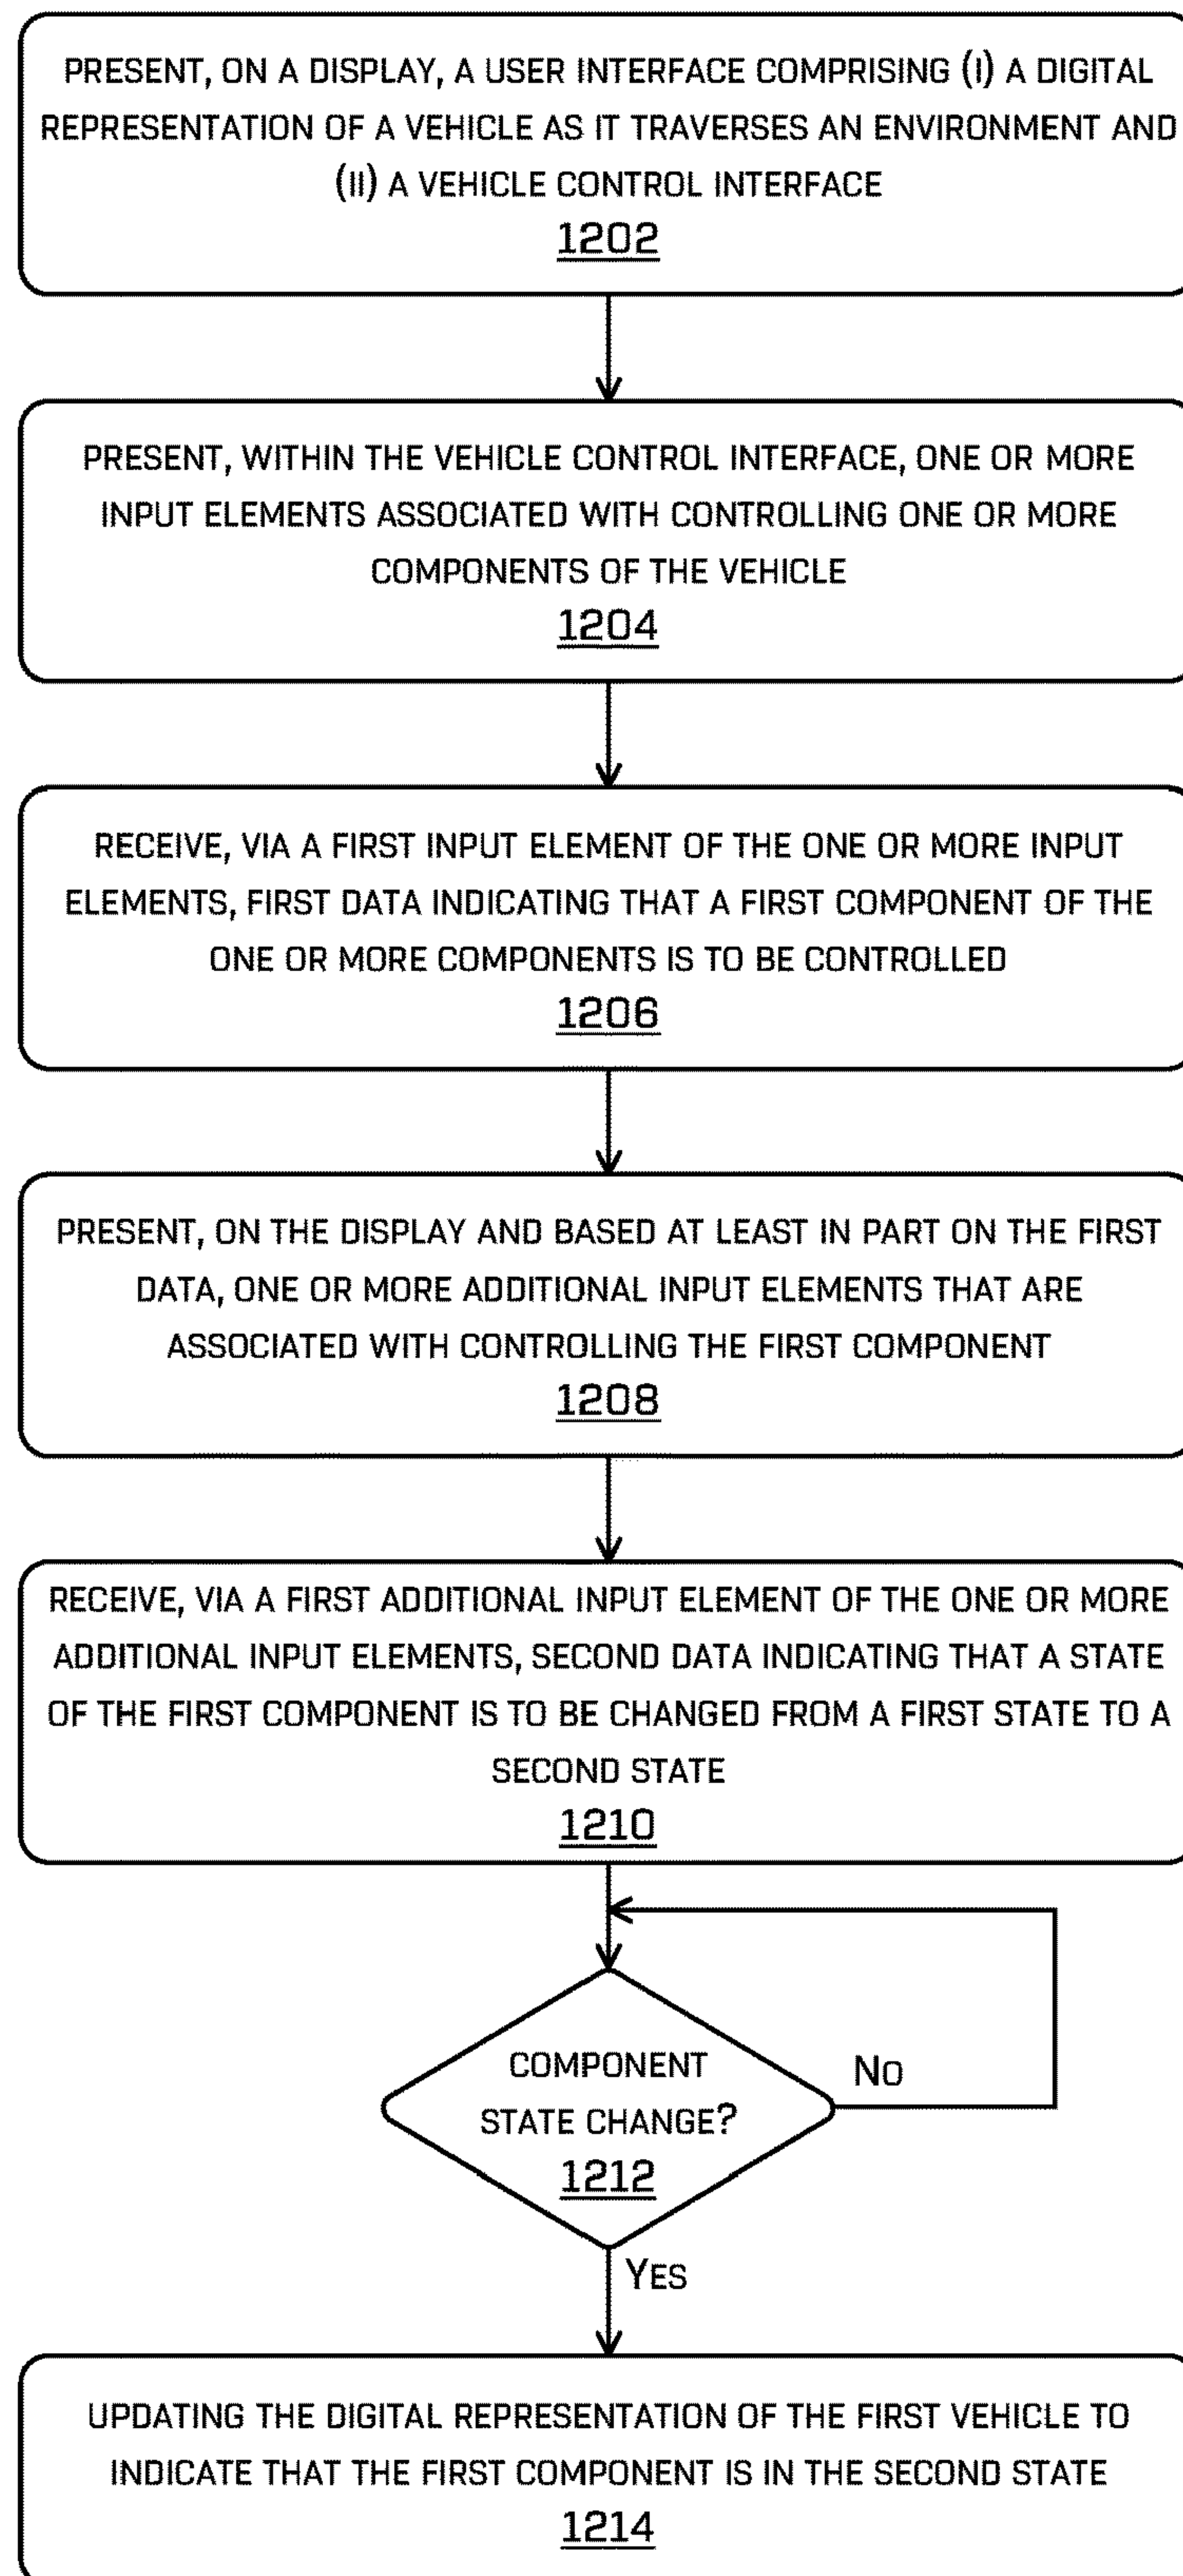 PRESENT, ON A DISPLAY, A USER INTERFACE COMPRISING (I) A DIGITAL
REPRESENTATION OF A VEHICLE AS IT TRAVERSES AN ENVIRONMENT AND
(II) A VEHICLE CONTROL INTERFACE
1202
PRESENT, WITHIN THE VEHICLE CONTROL INTERFACE, ONE OR MORE
INPUT ELEMENTS ASSOCIATED WITH CONTROLLING ONE OR MORE
COMPONENTS OF THE VEHICLE
1204
RECEIVE, VIA A FIRST INPUT ELEMENT OF THE ONE OR MORE INPUT
ELEMENTS, FIRST DATA INDICATING THAT A FIRST COMPONENT OF THE
ONE OR MORE COMPONENTS IS TO BE CONTROLLED
1206
PRESENT, ON THE DISPLAY AND BASED AT LEAST IN PART ON THE FIRST
DATA, ONE OR MORE ADDITIONAL INPUT ELEMENTS THAT ARE
ASSOCIATED WITH CONTROLLING THE FIRST COMPONENT
1208
RECEIVE, VIA A FIRST ADDITIONAL INPUT ELEMENT OF THE ONE OR MORE
ADDITIONAL INPUT ELEMENTS, SECOND DATA INDICATING THAT A STATE
OF THE FIRST COMPONENT IS TO BE CHANGED FROM A FIRST STATE TO A
SECOND STATE
1210
COMPONENT
STATE CHANGE?
1212
NO
YES
UPDATING THE DIGITAL REPRESENTATION OF THE FIRST VEHICLE TO
INDICATE THAT THE FIRST COMPONENT IS IN THE SECOND STATE
1214